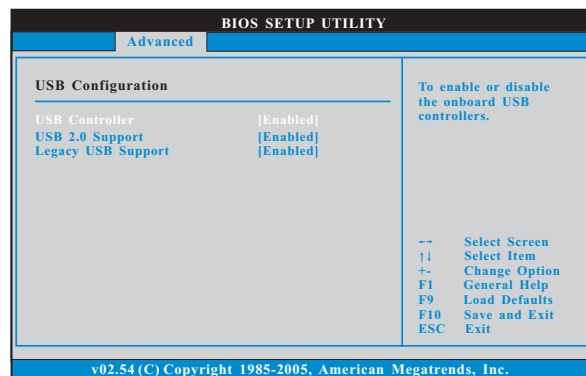 BIOS SETUP UTILITY
Advanced
USB Configuration
USB Controller [Enabled]
USB 2.0 Support [Enabled]
Legacy USB Support [Enabled]
To enable or disable
the onboard USB
controllers.
←→ Select Screen
↑↓ Select Item
+- Change Option
F1 General Help
F9 Load Defaults
F10 Save and Exit
ESC Exit
v02.54 (C) Copyright 1985-2005, American Megatrends, Inc.